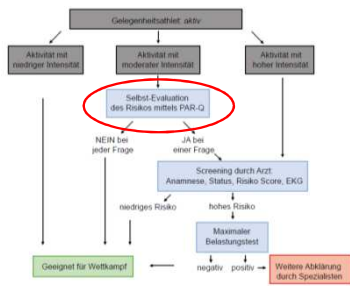 Gelegenheitsathlet: aktiv
Aktivität mit
niedriger Intensität
Aktivität mit
moderater Intensität
Aktivität mit
hoher Intensität
Selbst-Evaluation
des Risikos mittels PAR-Q
NEIN bei
jeder Frage
JA bei
einer Frage
Screening durch Arzt:
Anamnese, Status, Risiko Score, EKG
niedriges Risiko
hohes Risiko
Maximaler
Belastungstest
Geeignet für Wettkampf
negativ
positiv
Weitere Abklärung
durch Spezialisten